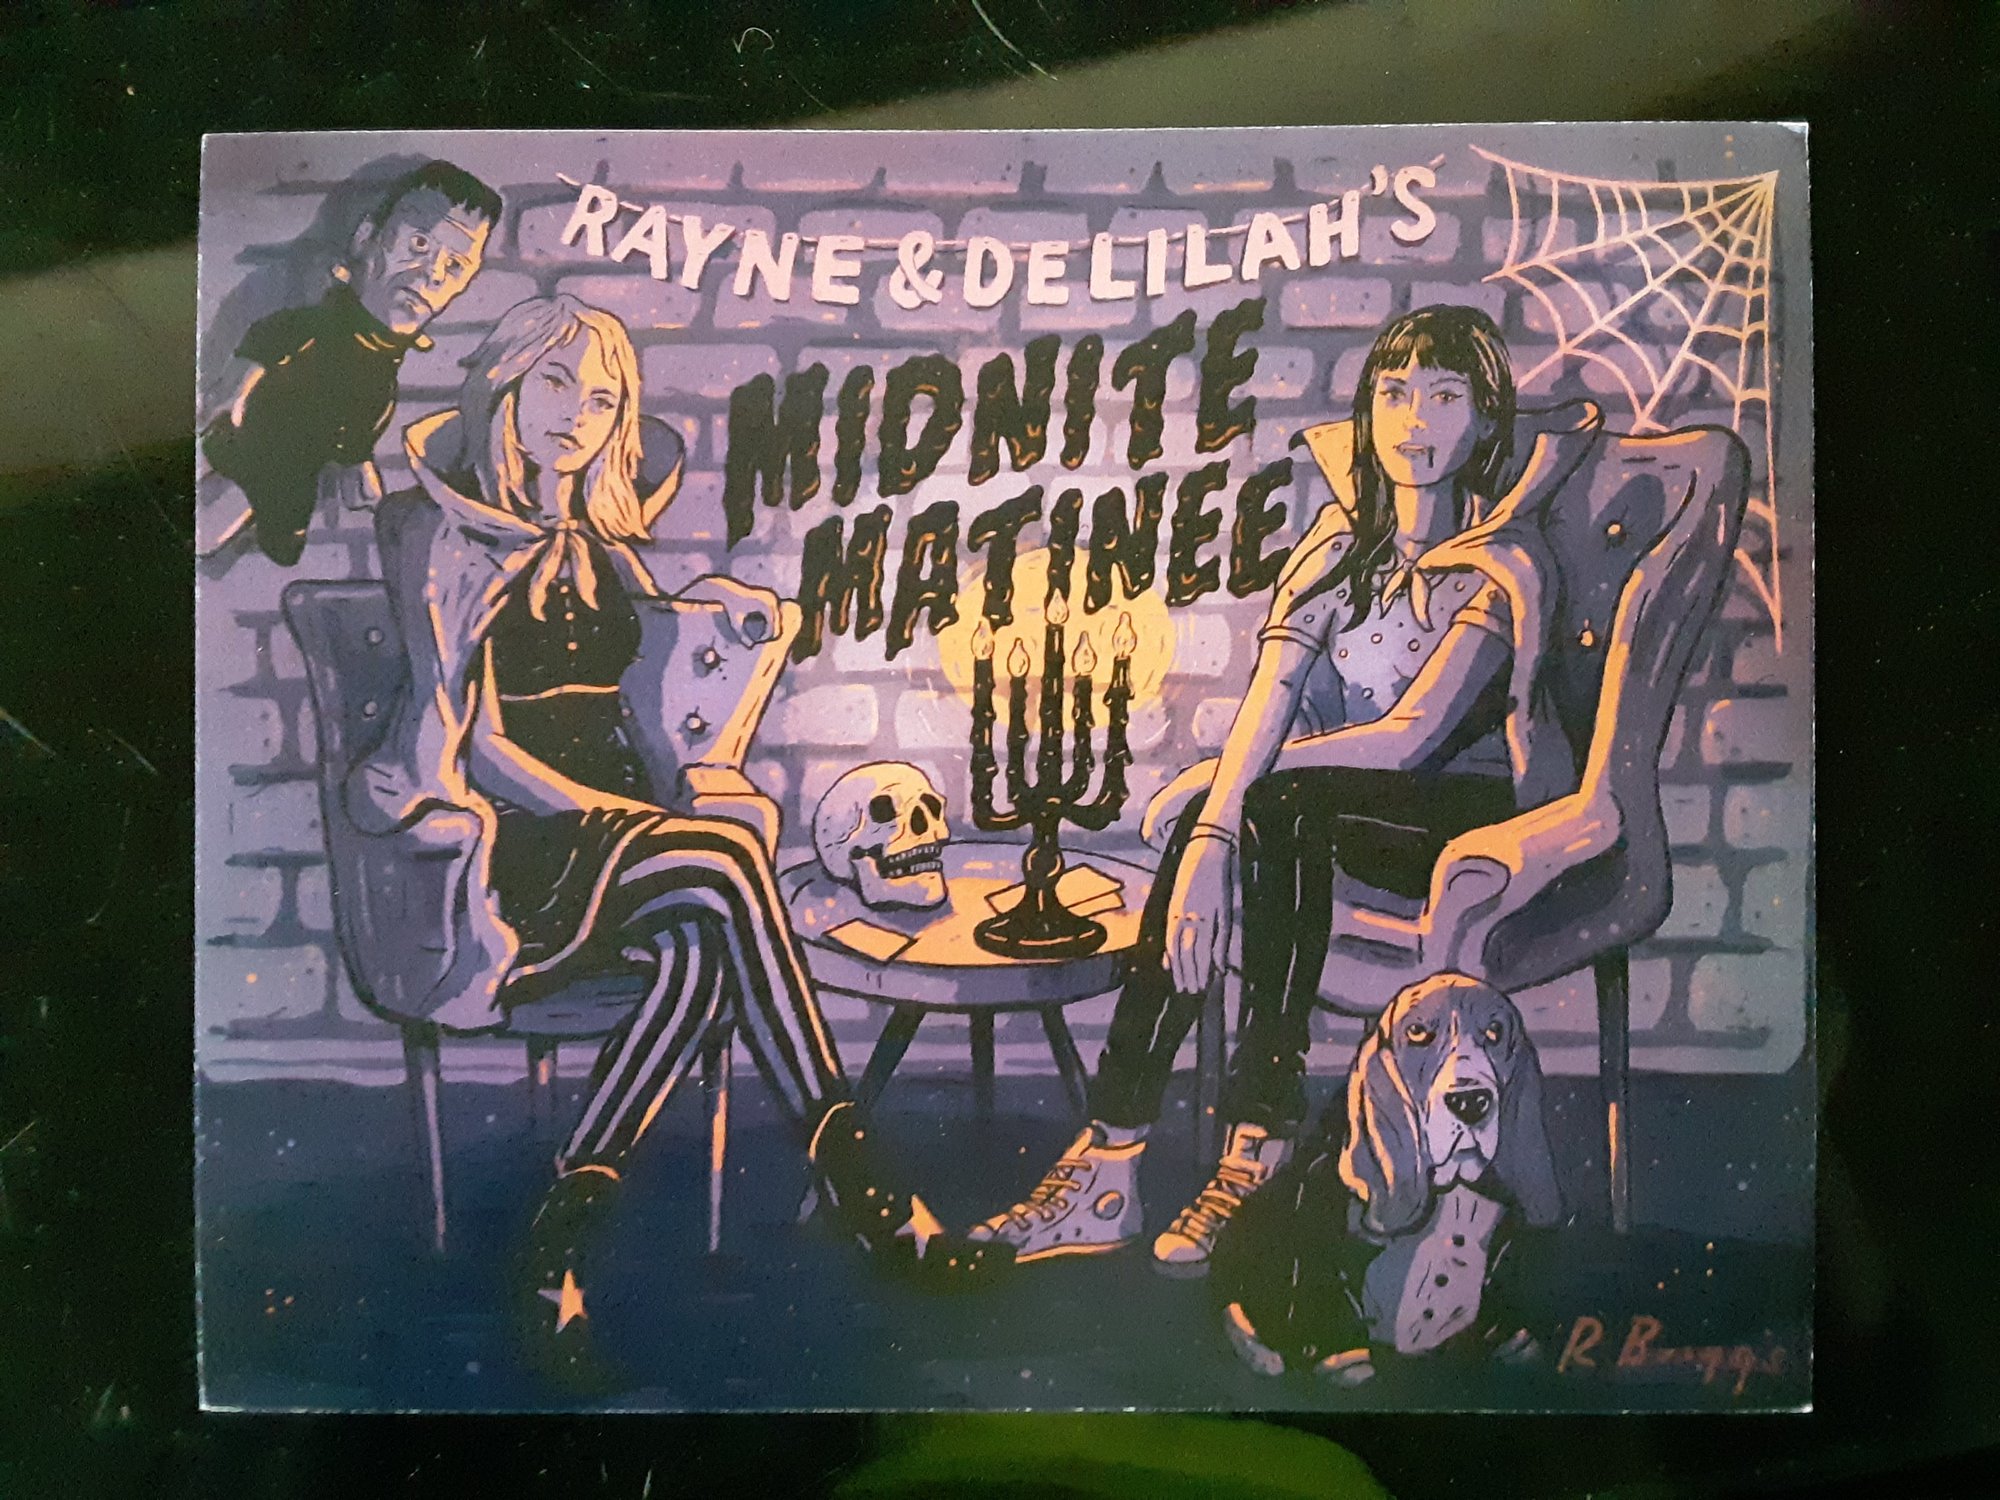 RAYNE & DELILAH'S
MIDNITE
MATINEE
R Briggs